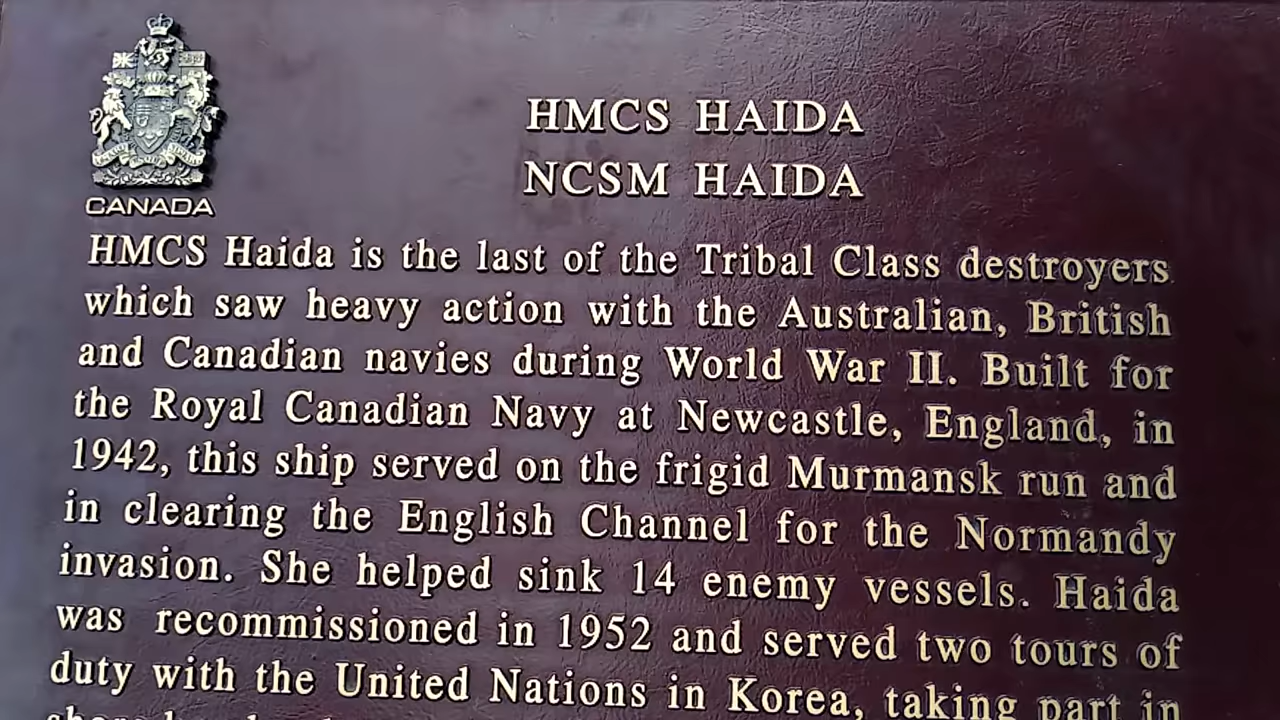 CANADA
HMCS HAIDA
NCSM HAIDA
HMCS Haida is the last of the Tribal Class destroyers
which saw heavy action with the Australian, British
and Canadian navies during World War II. Built for
the Royal Canadian Navy at Newcastle, England, in
1942, this ship served on the frigid Murmansk run and
in clearing the English Channel for the Normandy
invasion. She helped sink 14 enemy vessels. Haida
was recommissioned in 1952 and served two tours of
duty with the United Nations in Korea, taking part in